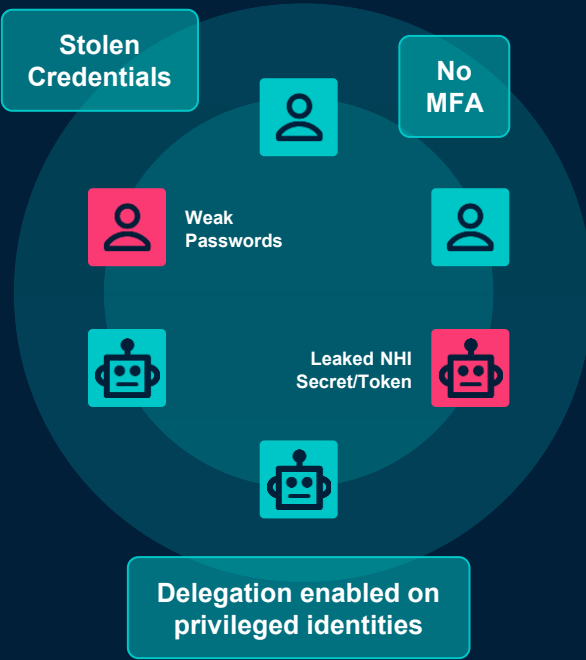 Stolen
Credentials
No
MFA
Weak
Passwords
Leaked NHI
Secret/Token
Delegation enabled on
privileged identities